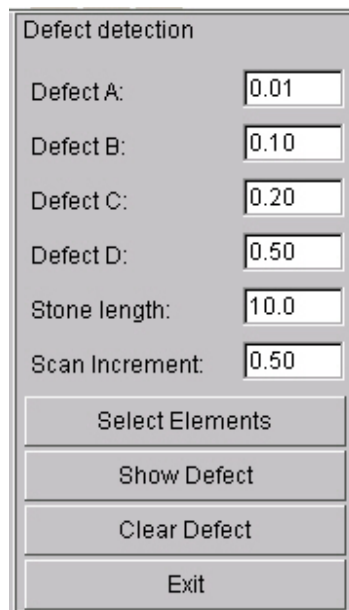 Defect detection
Defect A: 0.01
Defect B: 0.10
Defect C: 0.20
Defect D: 0.50
Stone length: 10.0
Scan Increment: 0.50
Select Elements
Show Defect
Clear Defect
Exit